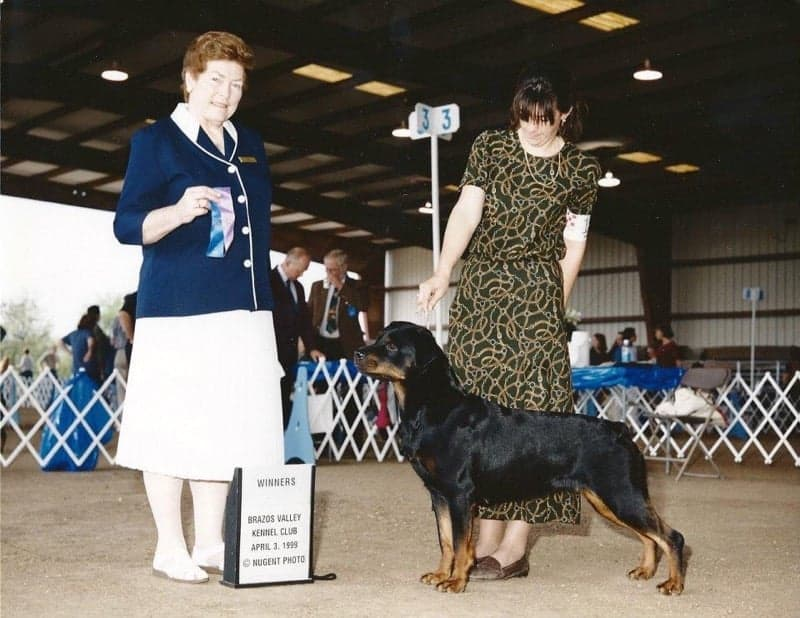 3 3
WINNERS
BRAZOS VALLEY
KENNEL CLUB
APRIL 3, 1999
© NUGENT PHOTO